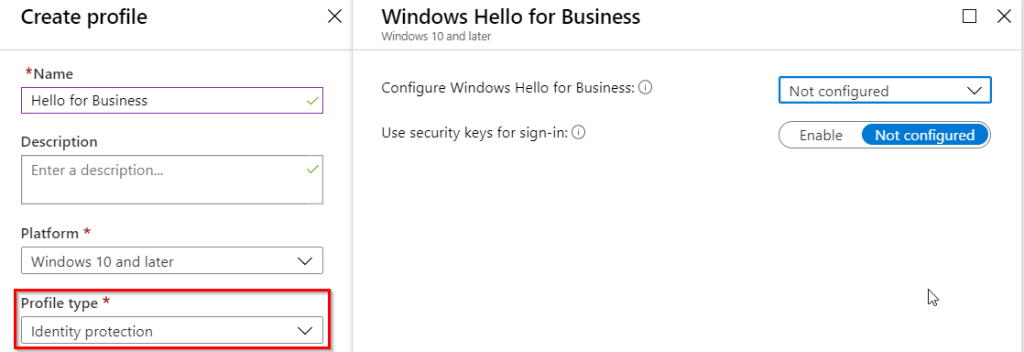 Create profile
*Name
Hello for Business
Description
Enter a description...
Platform *
Windows 10 and later
Profile type *
Identity protection
Windows Hello for Business
Windows 10 and later
Configure Windows Hello for Business:
Not configured
Use security keys for sign-in:
Enable Not configured